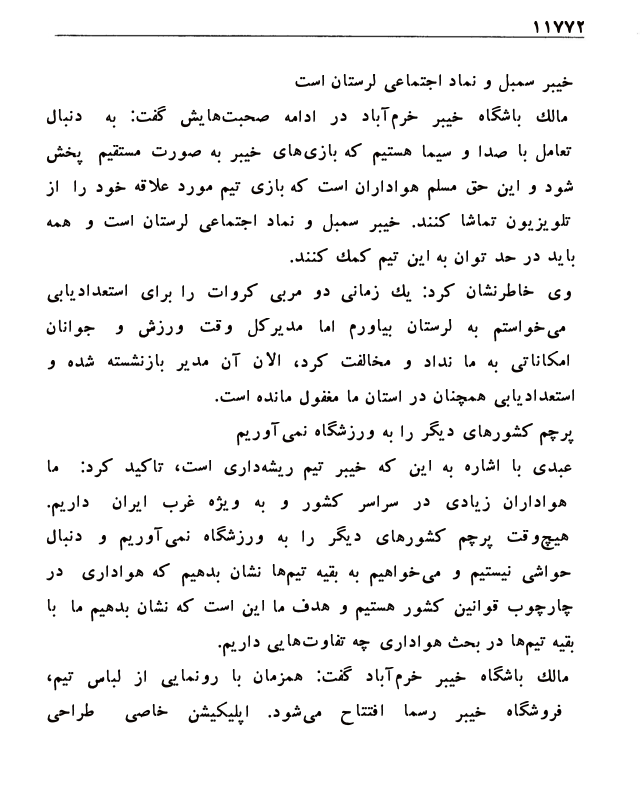 ۱۱۷۷۲
خیبر سمبل و نماد اجتماعی لرستان است
مالك باشگاه خیبر خرم‌آباد در ادامه صحبت‌هایش گفت: به دنبال
تعامل با صدا و سیما هستیم که بازی‌های خیبر به صورت مستقیم پخش
شود و این حق مسلم هواداران است که بازی تیم مورد علاقه خود را از
تلویزیون تماشا کنند. خیبر سمبل و نماد اجتماعی لرستان است و همه
باید در حد توان به این تیم کمك کنند.
وی خاطرنشان کرد: یك زمانی دو مربی کروات را برای استعدادیابی
می‌خواستم به لرستان بیاورم اما مدیرکل وقت ورزش و جوانان
امکاناتی به ما نداد و مخالفت کرد، الان آن مدیر بازنشسته شده و
استعدادیابی همچنان در استان ما مغفول مانده است.
پرچم کشورهای دیگر را به ورزشگاه نمی‌آوریم
عبدی با اشاره به این که خیبر تیم ریشه‌داری است، تاکید کرد: ما
هواداران زیادی در سراسر کشور و به ویژه غرب ایران داریم.
هیچ‌وقت پرچم کشورهای دیگر را به ورزشگاه نمی‌آوریم و دنبال
حواشی نیستیم و می‌خواهیم به بقیه تیم‌ها نشان بدهیم که هواداری در
چارچوب قوانین کشور هستیم و هدف ما این است که نشان بدهیم ما با
بقیه تیم‌ها در بحث هواداری چه تفاوت‌هایی داریم.
مالك باشگاه خیبر خرم‌آباد گفت: همزمان با رونمایی از لباس تیم،
فروشگاه خیبر رسما افتتاح می‌شود. اپلیکیشن خاصی طراحی